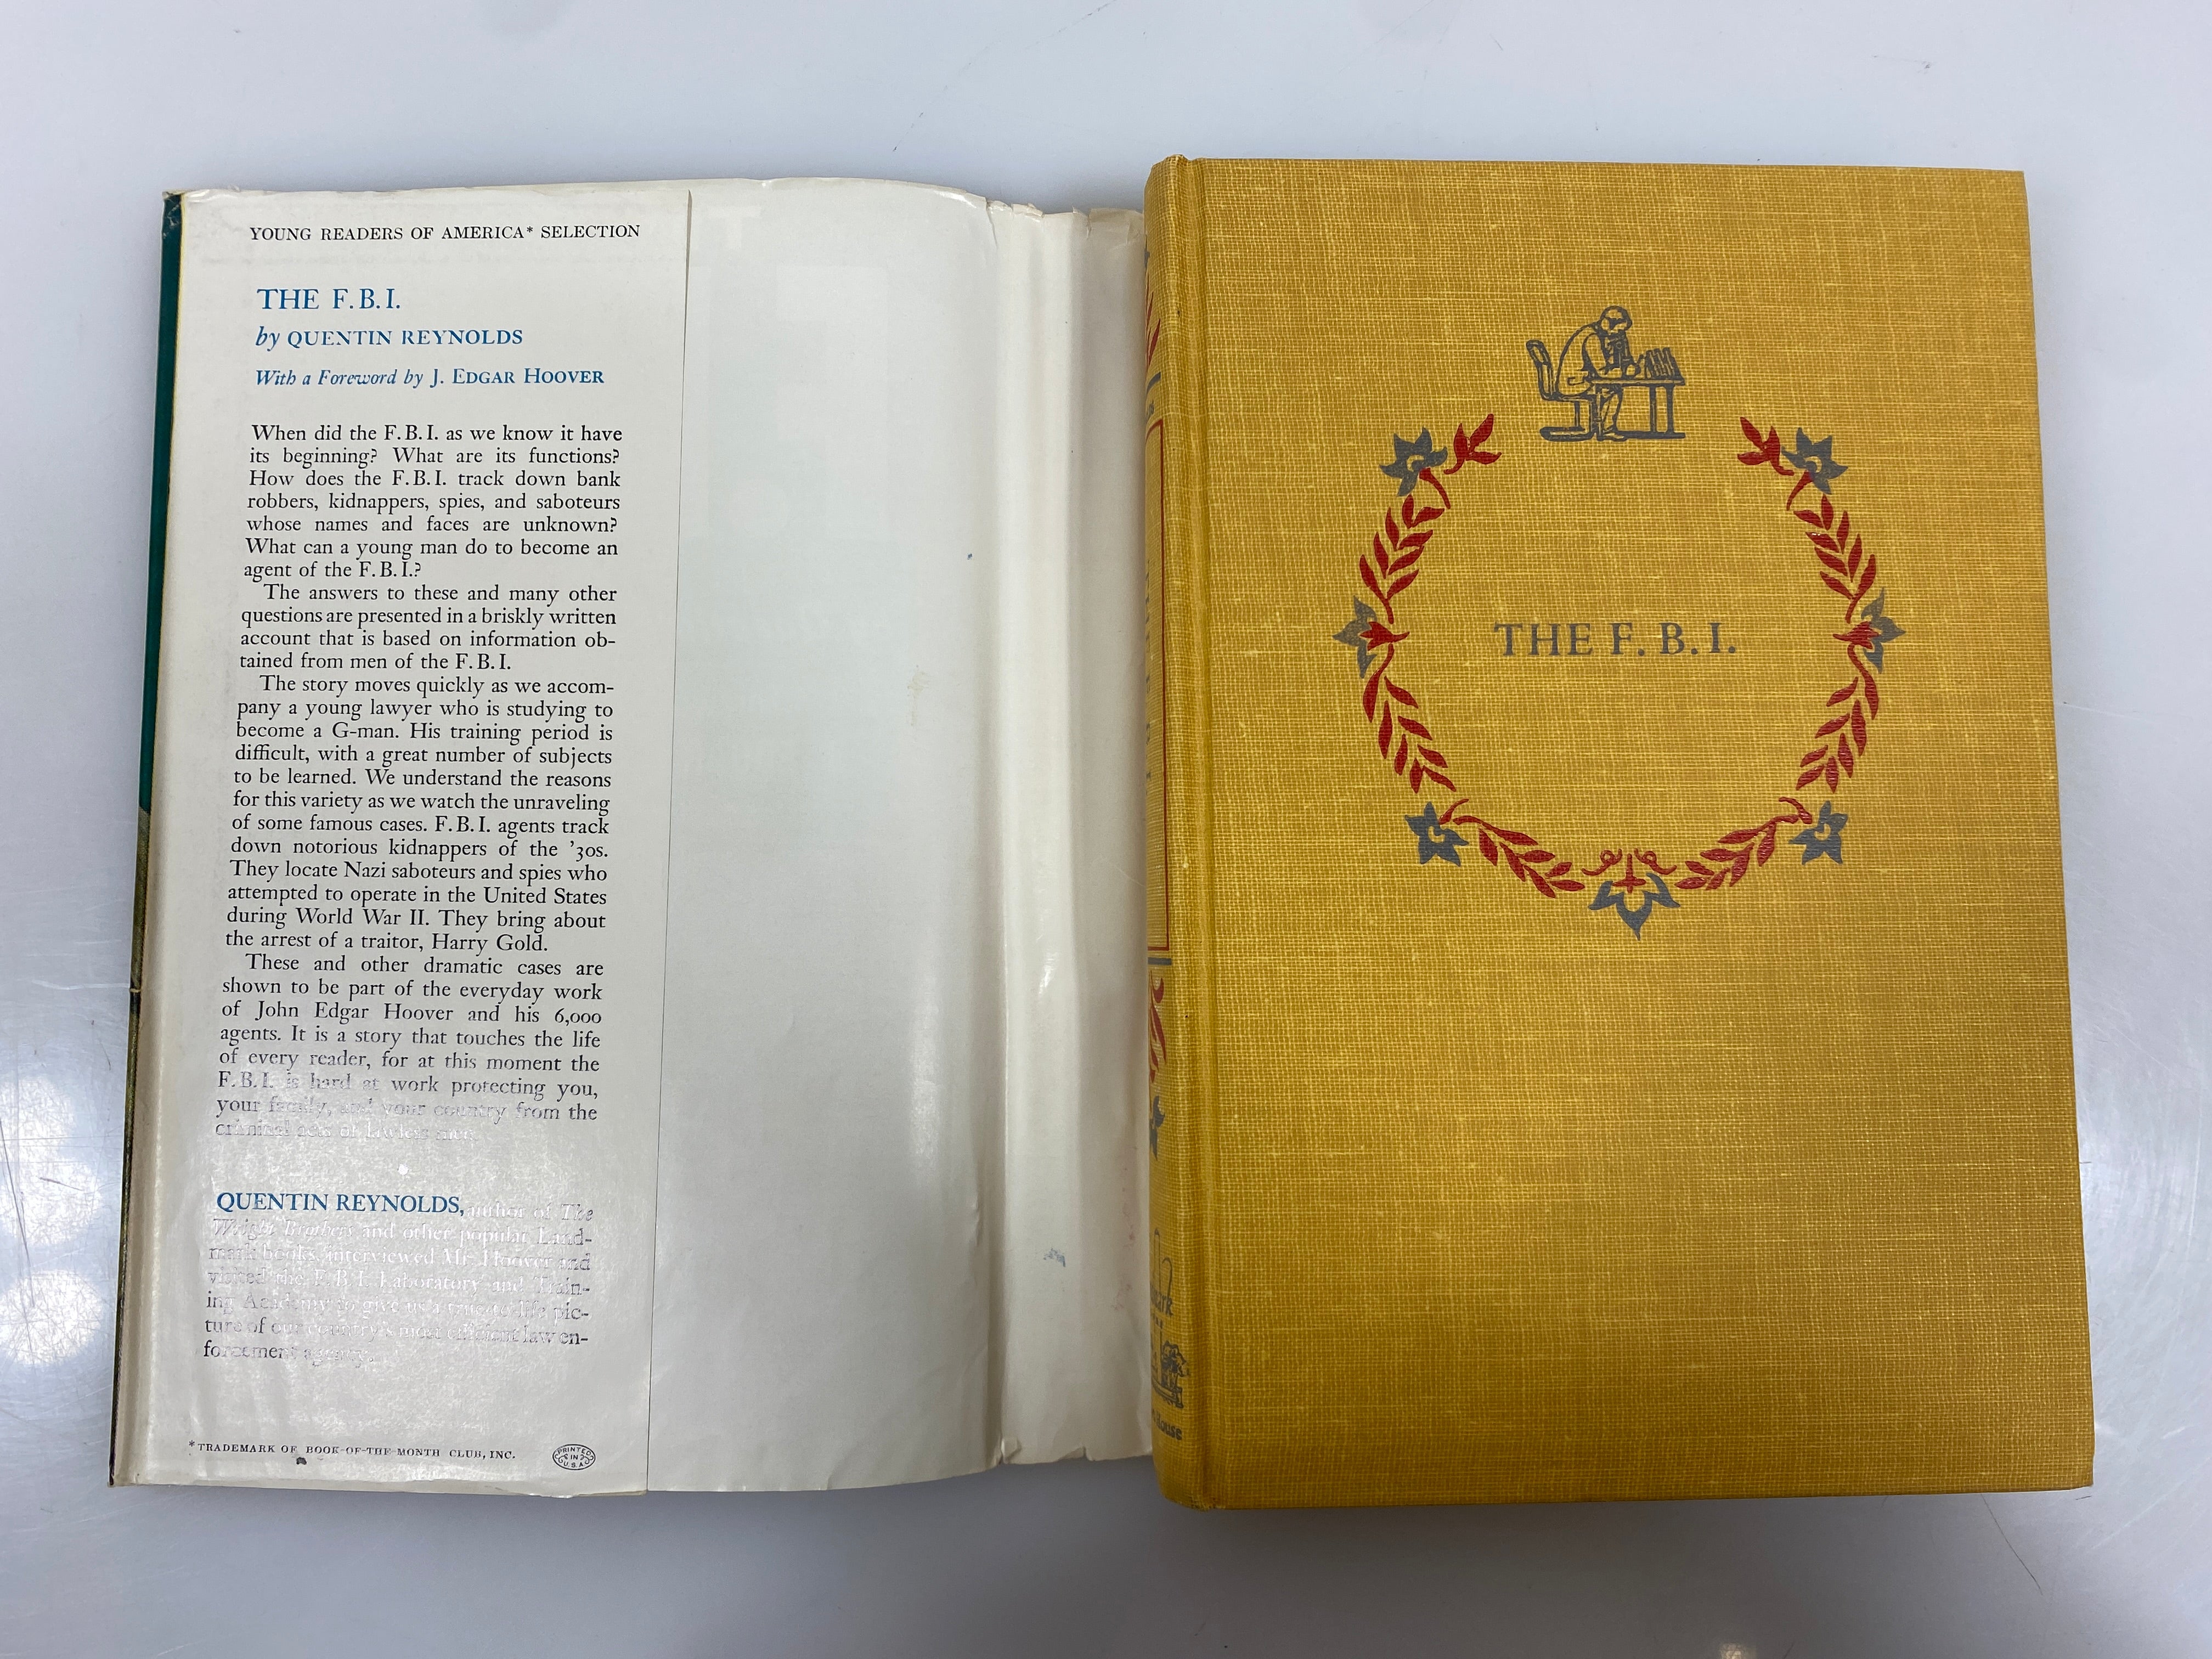 YOUNG READERS OF AMERICA* SELECTION
THE F.B.I.
by QUENTIN REYNOLDS
With a Foreword by J. EDGAR HOOVER
When did the F.B.I. as we know it have
its beginning? What are its functions?
How does the F.B.I. track down bank
robbers, kidnappers, spies, and saboteurs
whose names and faces are unknown?
What can a young man do to become an
agent of the F.B.I.?
The answers to these and many other
questions are presented in a briskly written
account that is based on information ob-
tained from men of the F.B.I.
The story moves quickly as we accom-
pany a young lawyer who is studying to
become a G-man. His training period is
difficult, with a great number of subjects
to be learned. We understand the reasons
for this variety as we watch the unraveling
of some famous cases. F.B.I. agents track
down notorious kidnappers of the '30s.
They locate Nazi saboteurs and spies who
attempted to operate in the United States
during World War II. They bring about
the arrest of a traitor, Harry Gold.
These and other dramatic cases are
shown to be part of the everyday work
of John Edgar Hoover and his 6,000
agents. It is a story that touches the life
of every reader, for at this moment the
F.B.I. is hard at work protecting you,
your family, and your country from the
criminal acts of lawless men.
QUENTIN REYNOLDS, author of The
Wright Brothers and other popular Land-
mark books, interviewed Mr. Hoover and
visited the F.B.I. Laboratory and Train-
ing Academy to give us a true-to-life pic-
ture of our country's most efficient law en-
forcement agency.
*TRADEMARK OF BOOK-OF-THE-MONTH CLUB, INC.
PRINTED
IN
U.S.A.
THE F.B.I.
House